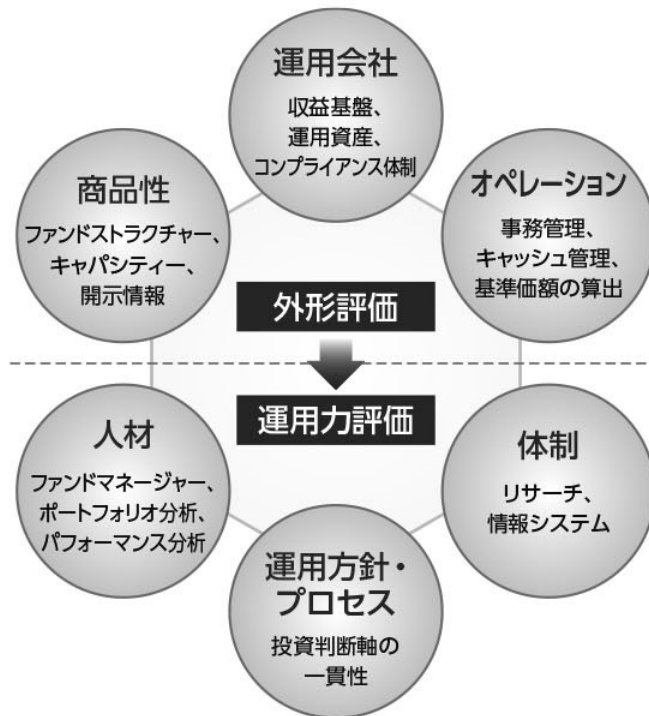 運用会社
収益基盤、
運用資産、
コンプライアンス体制
商品性
ファンドストラクチャー、
キャパシティー、
開示情報
オペレーション
事務管理、
キャッシュ管理、
基準価額の算出
外形評価
運用力評価
人材
ファンドマネージャー、
ポートフォリオ分析、
パフォーマンス分析
体制
リサーチ、
情報システム
運用方針・
プロセス
投資判断軸の
一貫性